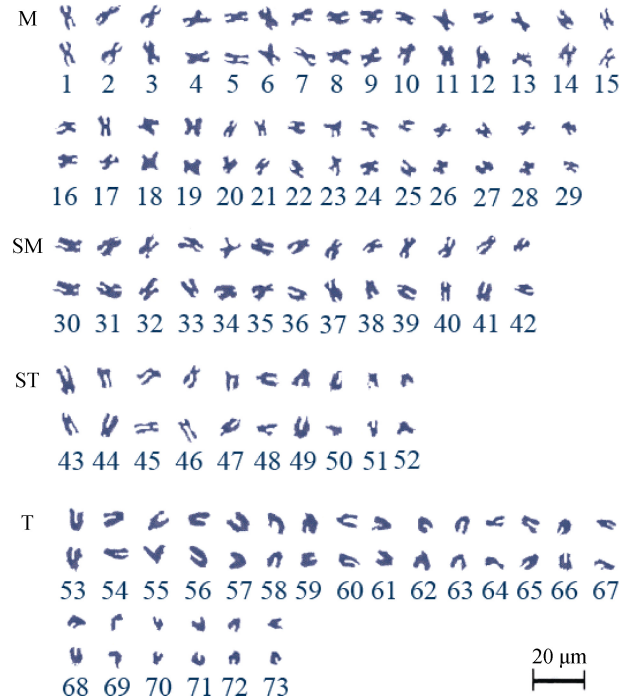 M
1 2 3 4 5 6 7 8 9 10 11 12 13 14 15
16 17 18 19 20 21 22 23 24 25 26 27 28 29
SM
30 31 32 33 34 35 36 37 38 39 40 41 42
ST
43 44 45 46 47 48 49 50 51 52
T
53 54 55 56 57 58 59 60 61 62 63 64 65 66 67
68 69 70 71 72 73
20 μm